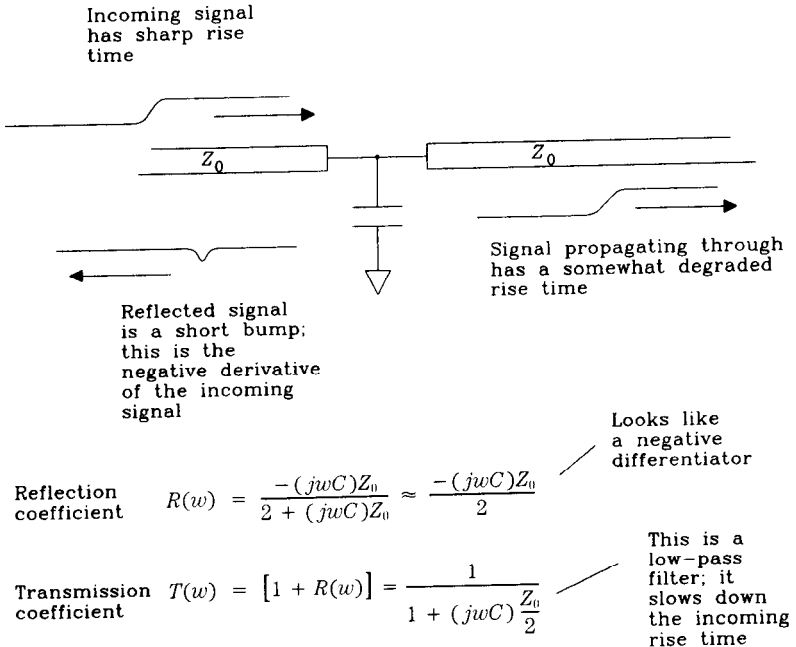 Incoming signal
has sharp rise
time
Z₀
Z₀
Signal propagating through
has a somewhat degraded
rise time
Reflected signal
is a short bump;
this is the
negative derivative
of the incoming
signal
Looks like
a negative
differentiator
Reflection
coefficient
R(w) = -(jwC)Z₀ / 2 + (jwC)Z₀ ≈ -(jwC)Z₀ / 2
This is a
low-pass
filter; it
slows down
the incoming
rise time
Transmission
coefficient
T(w) = [1 + R(w)] = 1 / 1 + (jwC) Z₀ / 2